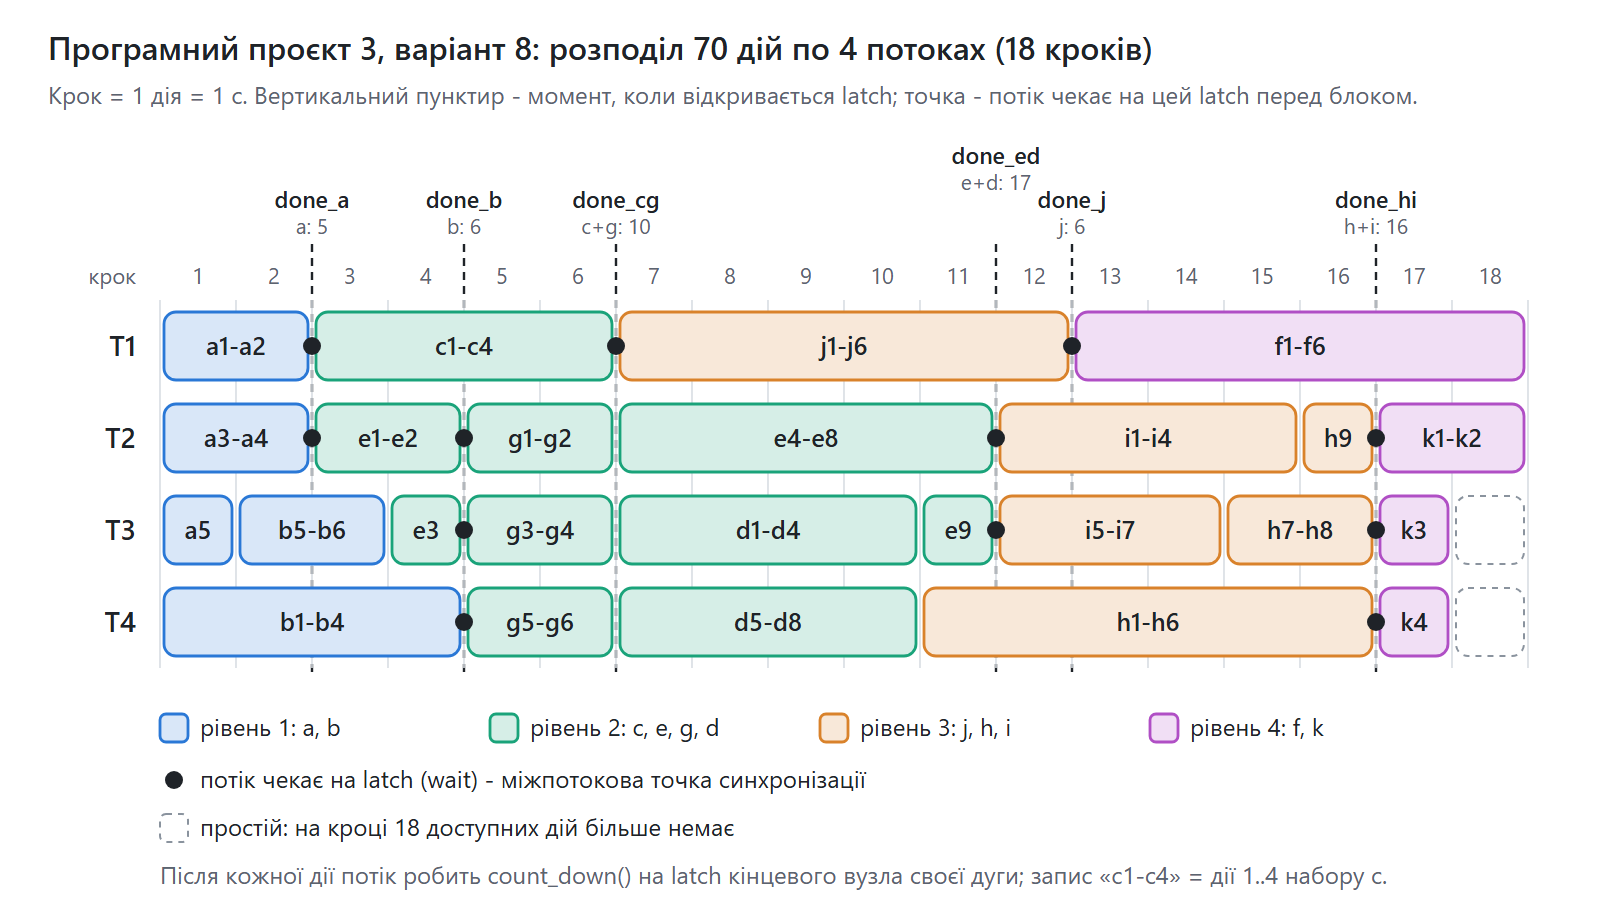 Програмний проєкт 3, варіант 8: розподіл 70 дій по 4 потоках (18 кроків)
Крок = 1 дія = 1 с. Вертикальний пунктир - момент, коли відкривається latch; точка - потік чекає на цей latch перед блоком.
done_ed
e+d: 17
done_a done_b done_cg done_j done_hi
a: 5 b: 6 c+g: 10 j: 6 h+i: 16
крок 1 2 3 4 5 6 7 8 9 10 11 12 13 14 15 16 17 18
T1 a1-a2 c1-c4 j1-j6 f1-f6
T2 a3-a4 e1-e2 g1-g2 e4-e8 i1-i4 h9 k1-k2
T3 a5 b5-b6 e3 g3-g4 d1-d4 e9 i5-i7 h7-h8 k3
T4 b1-b4 g5-g6 d5-d8 h1-h6 k4
рівень 1: a, b рівень 2: c, e, g, d рівень 3: j, h, i рівень 4: f, k
потік чекає на latch (wait) - міжпотокова точка синхронізації
простій: на кроці 18 доступних дій більше немає
Після кожної дії потік робить count_down() на latch кінцевого вузла своєї дуги; запис «c1-c4» = дії 1..4 набору c.